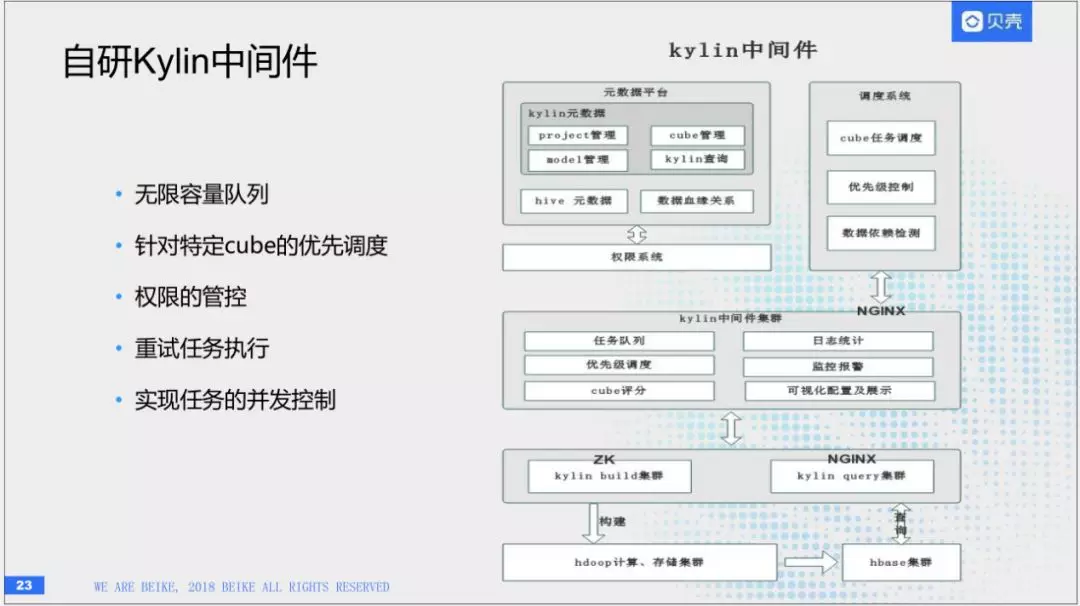 贝壳
自研Kylin中间件
无限容量队列
针对特定cube的优先调度
权限的管控
重试任务执行
实现任务的并发控制
kylin中间件
元数据平台
kylin元数据
project管理
cube管理
model管理
kylin查询
hive 元数据
数据血缘关系
权限系统
调度系统
cube任务调度
优先级控制
数据依赖检测
NGINX
kylin中间件集群
任务队列
日志统计
优先级调度
监控报警
cube评分
可视化配置及展示
ZK
NGINX
kylin build集群
kylin query集群
构建
查询
hdoop计算、存储集群
hbase集群
23
WE ARE BEIKE, 2018 BEIKE ALL RIGHTS RESERVED